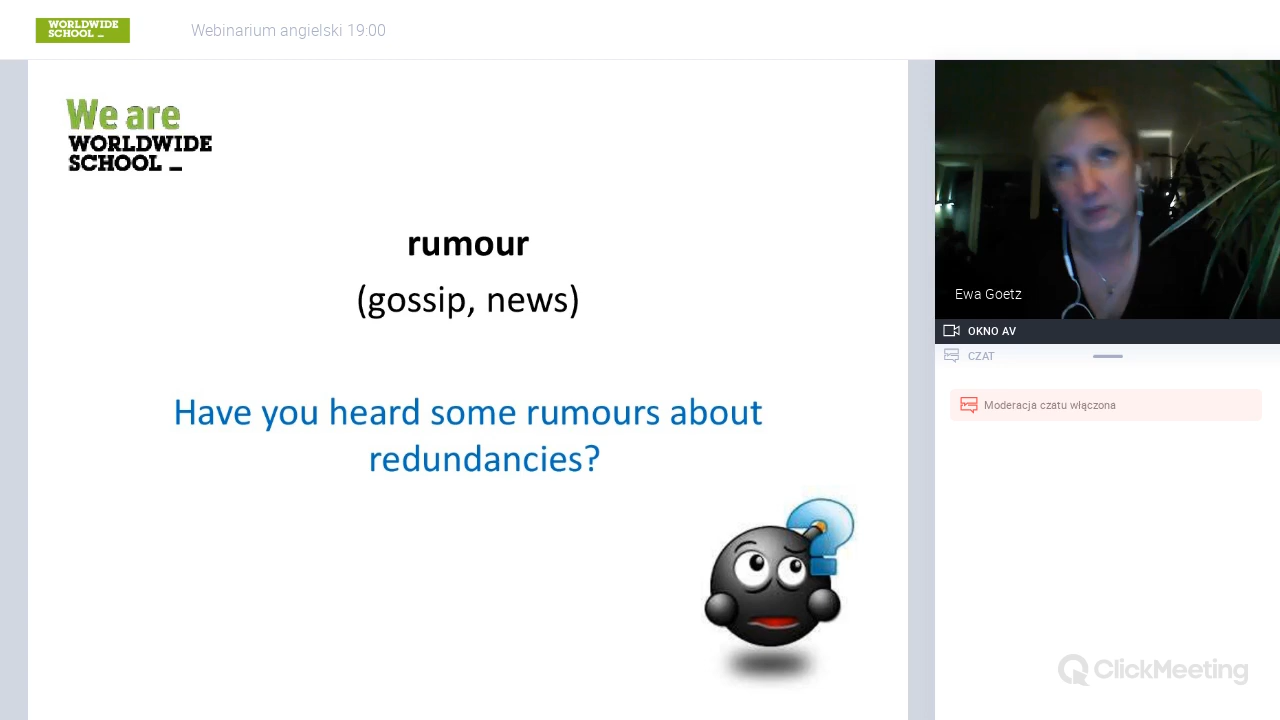 WORLDWIDE
SCHOOL _
Webinarium angielski 19:00
We are
WORLDWIDE
SCHOOL _
rumour
(gossip, news)
Have you heard some rumours about
redundancies?
?
Ewa Goetz
OKNO AV
CZAT
Moderacja czatu włączona
ClickMeeting